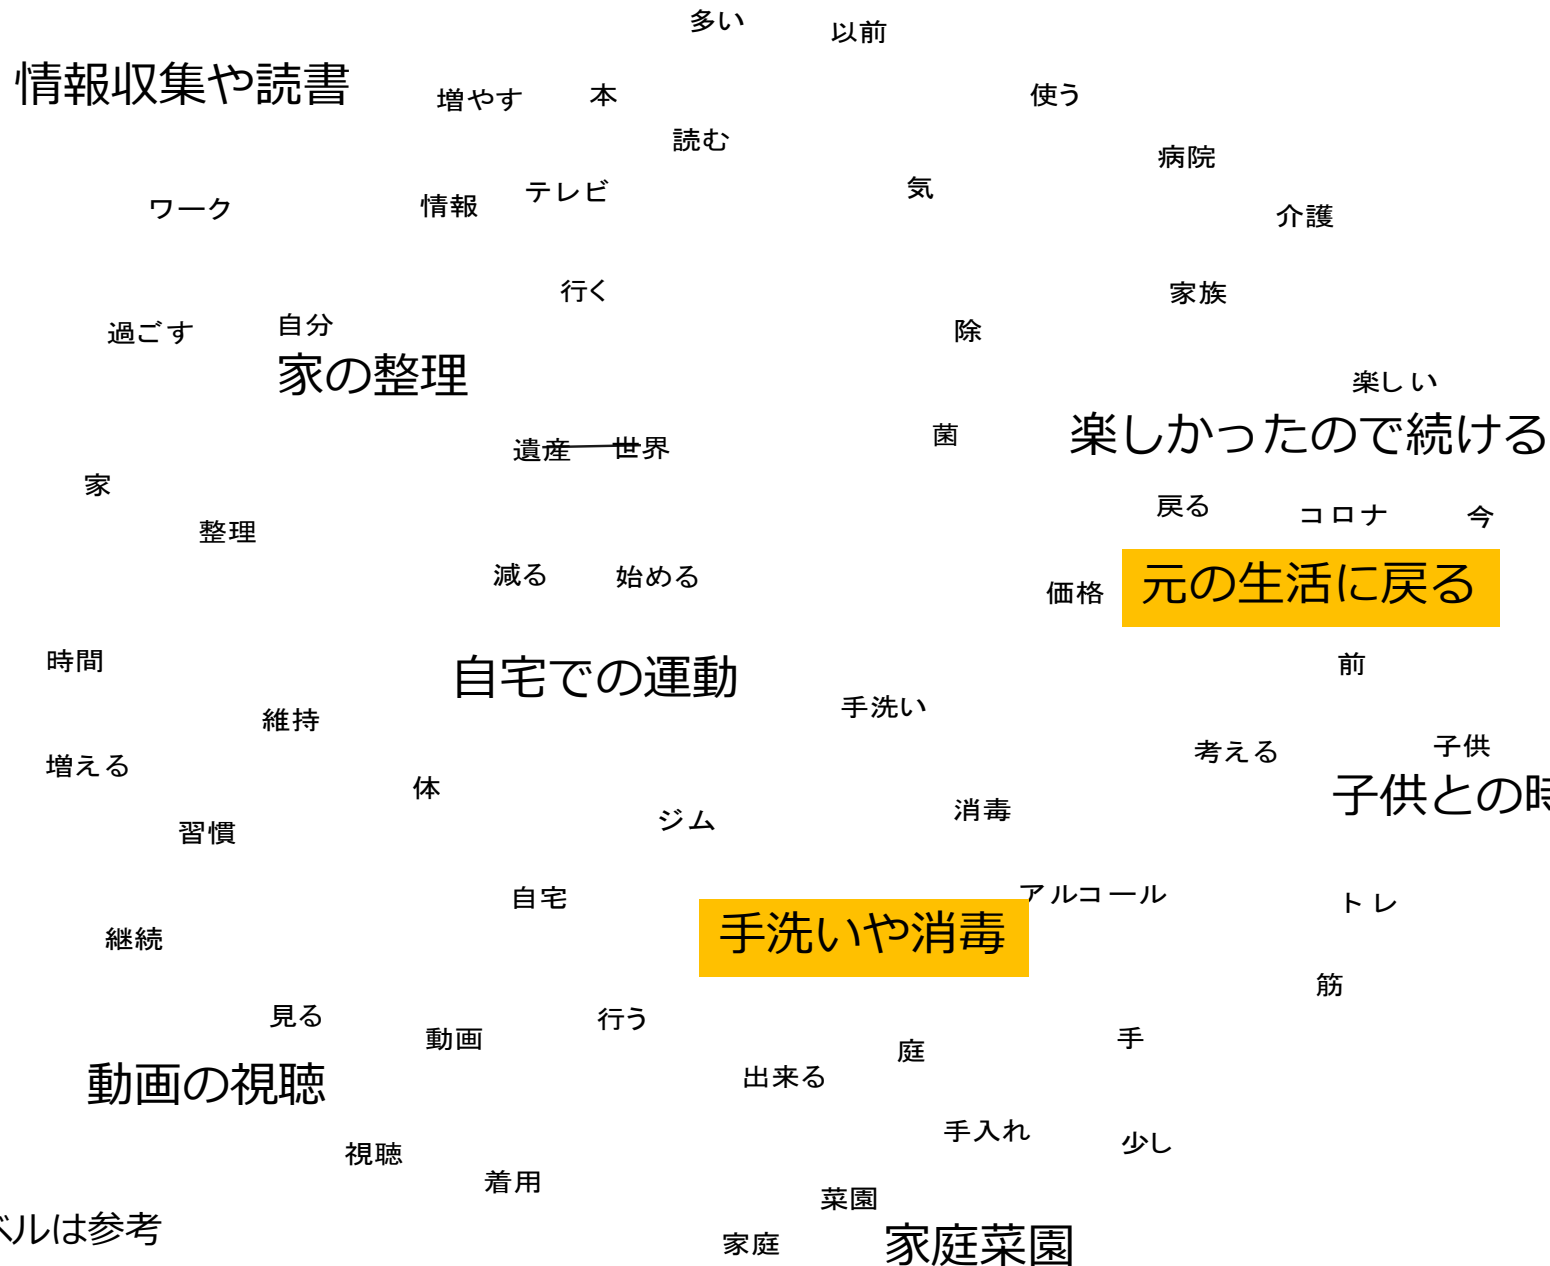 多い
以前
情報収集や読書
増やす
本
使う
読む
病院
テレビ
気
ワーク
情報
介護
行く
家族
過ごす
自分
除
家の整理
楽しい
楽しかったので続ける
遺産
世界
菌
家
戻る
コロナ
今
整理
減る
始める
価格
元の生活に戻る
時間
自宅での運動
前
手洗い
維持
増える
考える
子供
体
子供との時
ジム
消毒
習慣
自宅
アルコール
トレ
継続
手洗いや消毒
筋
見る
動画
行う
庭
手
動画の視聴
出来る
手入れ
少し
視聴
着用
菜園
ベルは参考
家庭
家庭菜園